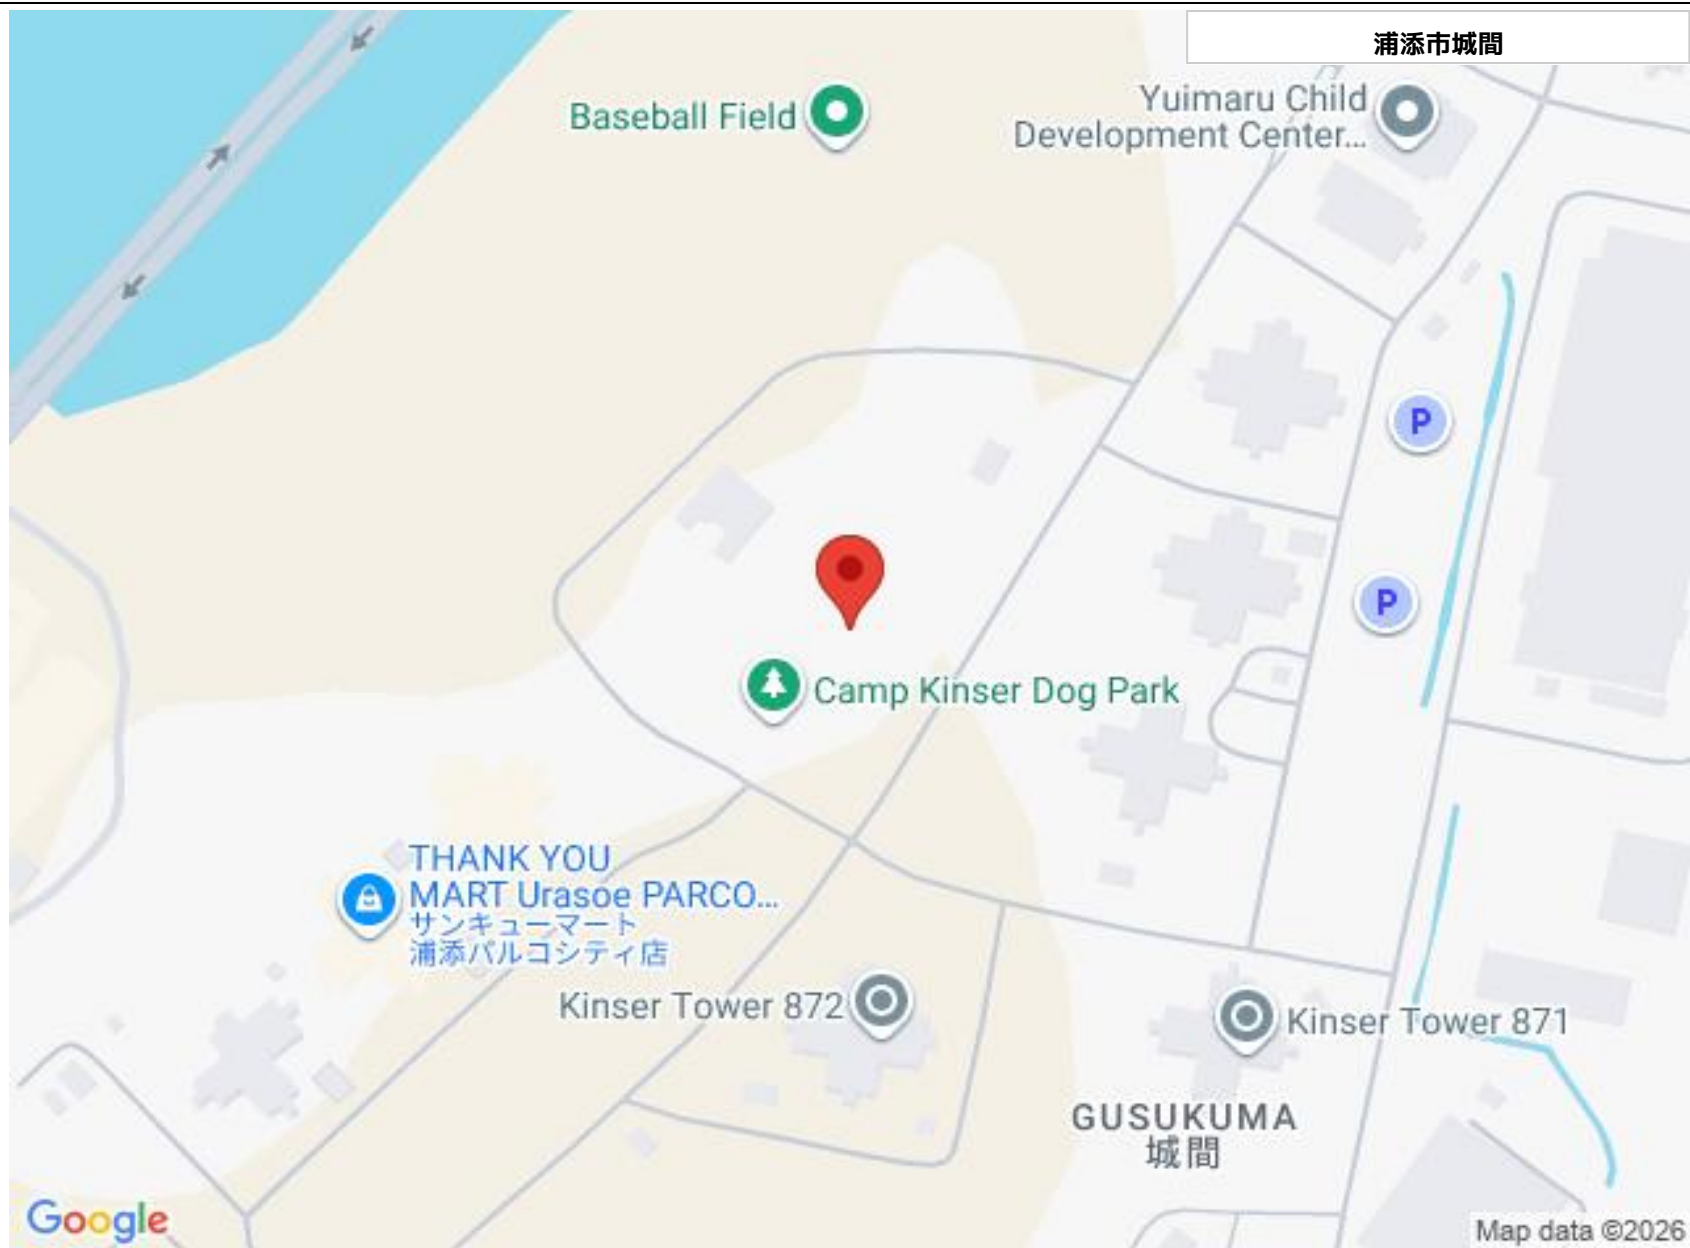 浦添市城間
Baseball Field
Yuimaru Child
Development Center...
P
P
Camp Kinser Dog Park
THANK YOU
MART Urasoe PARCO...
サンキューマート
浦添パルコシティ店
Kinser Tower 872
Kinser Tower 871
GUSUKUMA
城間
Google
Map data ©2026